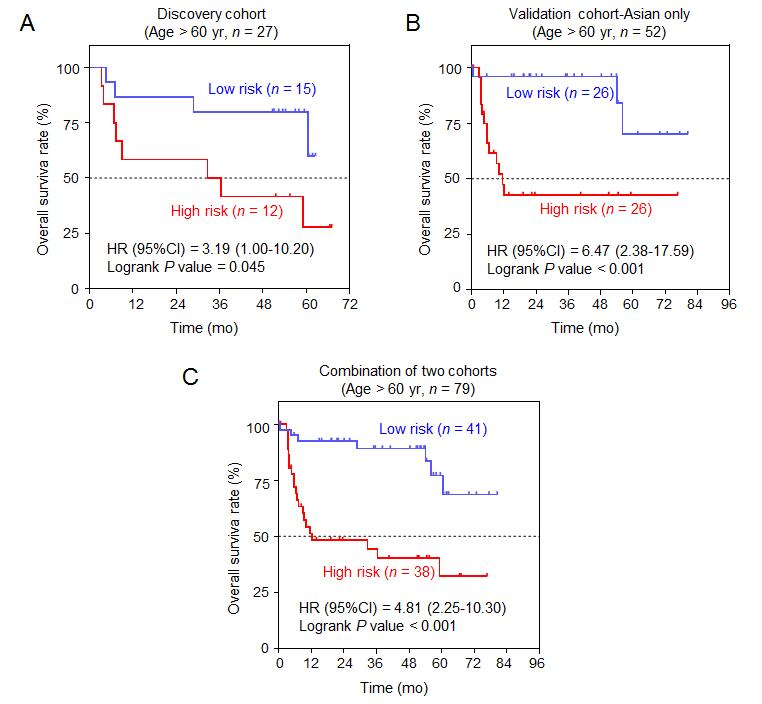 A
Discovery cohort
(Age > 60 yr, n = 27)
Overall surviva rate (%)
100
75
50
25
0
Low risk (n = 15)
High risk (n = 12)
HR (95%CI) = 3.19 (1.00-10.20)
Logrank P value = 0.045
0 12 24 36 48 60 72
Time (mo)
B
Validation cohort-Asian only
(Age > 60 yr, n = 52)
Overall surviva rate (%)
100
75
50
25
0
Low risk (n = 26)
High risk (n = 26)
HR (95%CI) = 6.47 (2.38-17.59)
Logrank P value < 0.001
0 12 24 36 48 60 72 84 96
Time (mo)
C
Combination of two cohorts
(Age > 60 yr, n = 79)
Overall surviva rate (%)
100
75
50
25
0
Low risk (n = 41)
High risk (n = 38)
HR (95%CI) = 4.81 (2.25-10.30)
Logrank P value < 0.001
0 12 24 36 48 60 72 84 96
Time (mo)